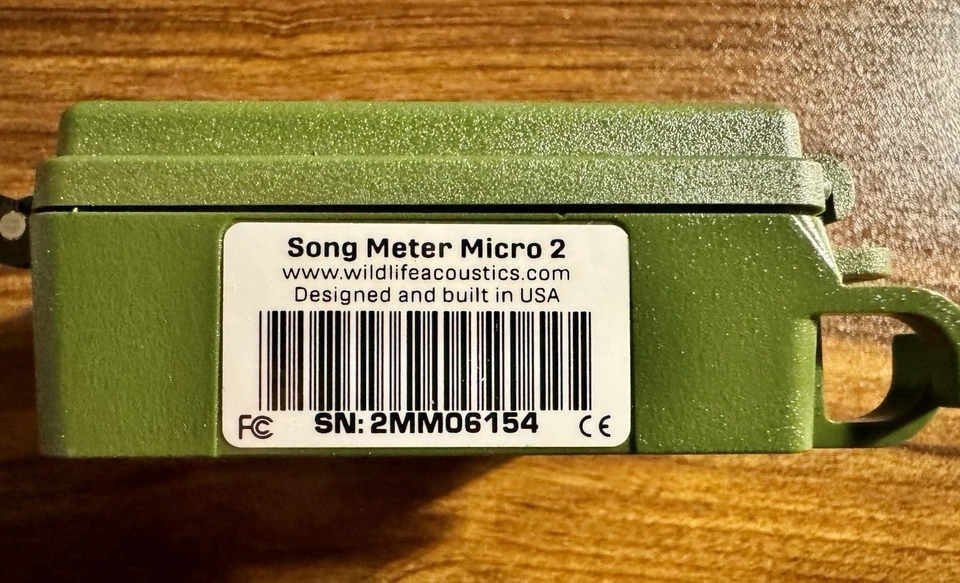 Song Meter Micro 2
www.wildlifeacoustics.com
Designed and built in USA
FC SN: 2MM06154 CE